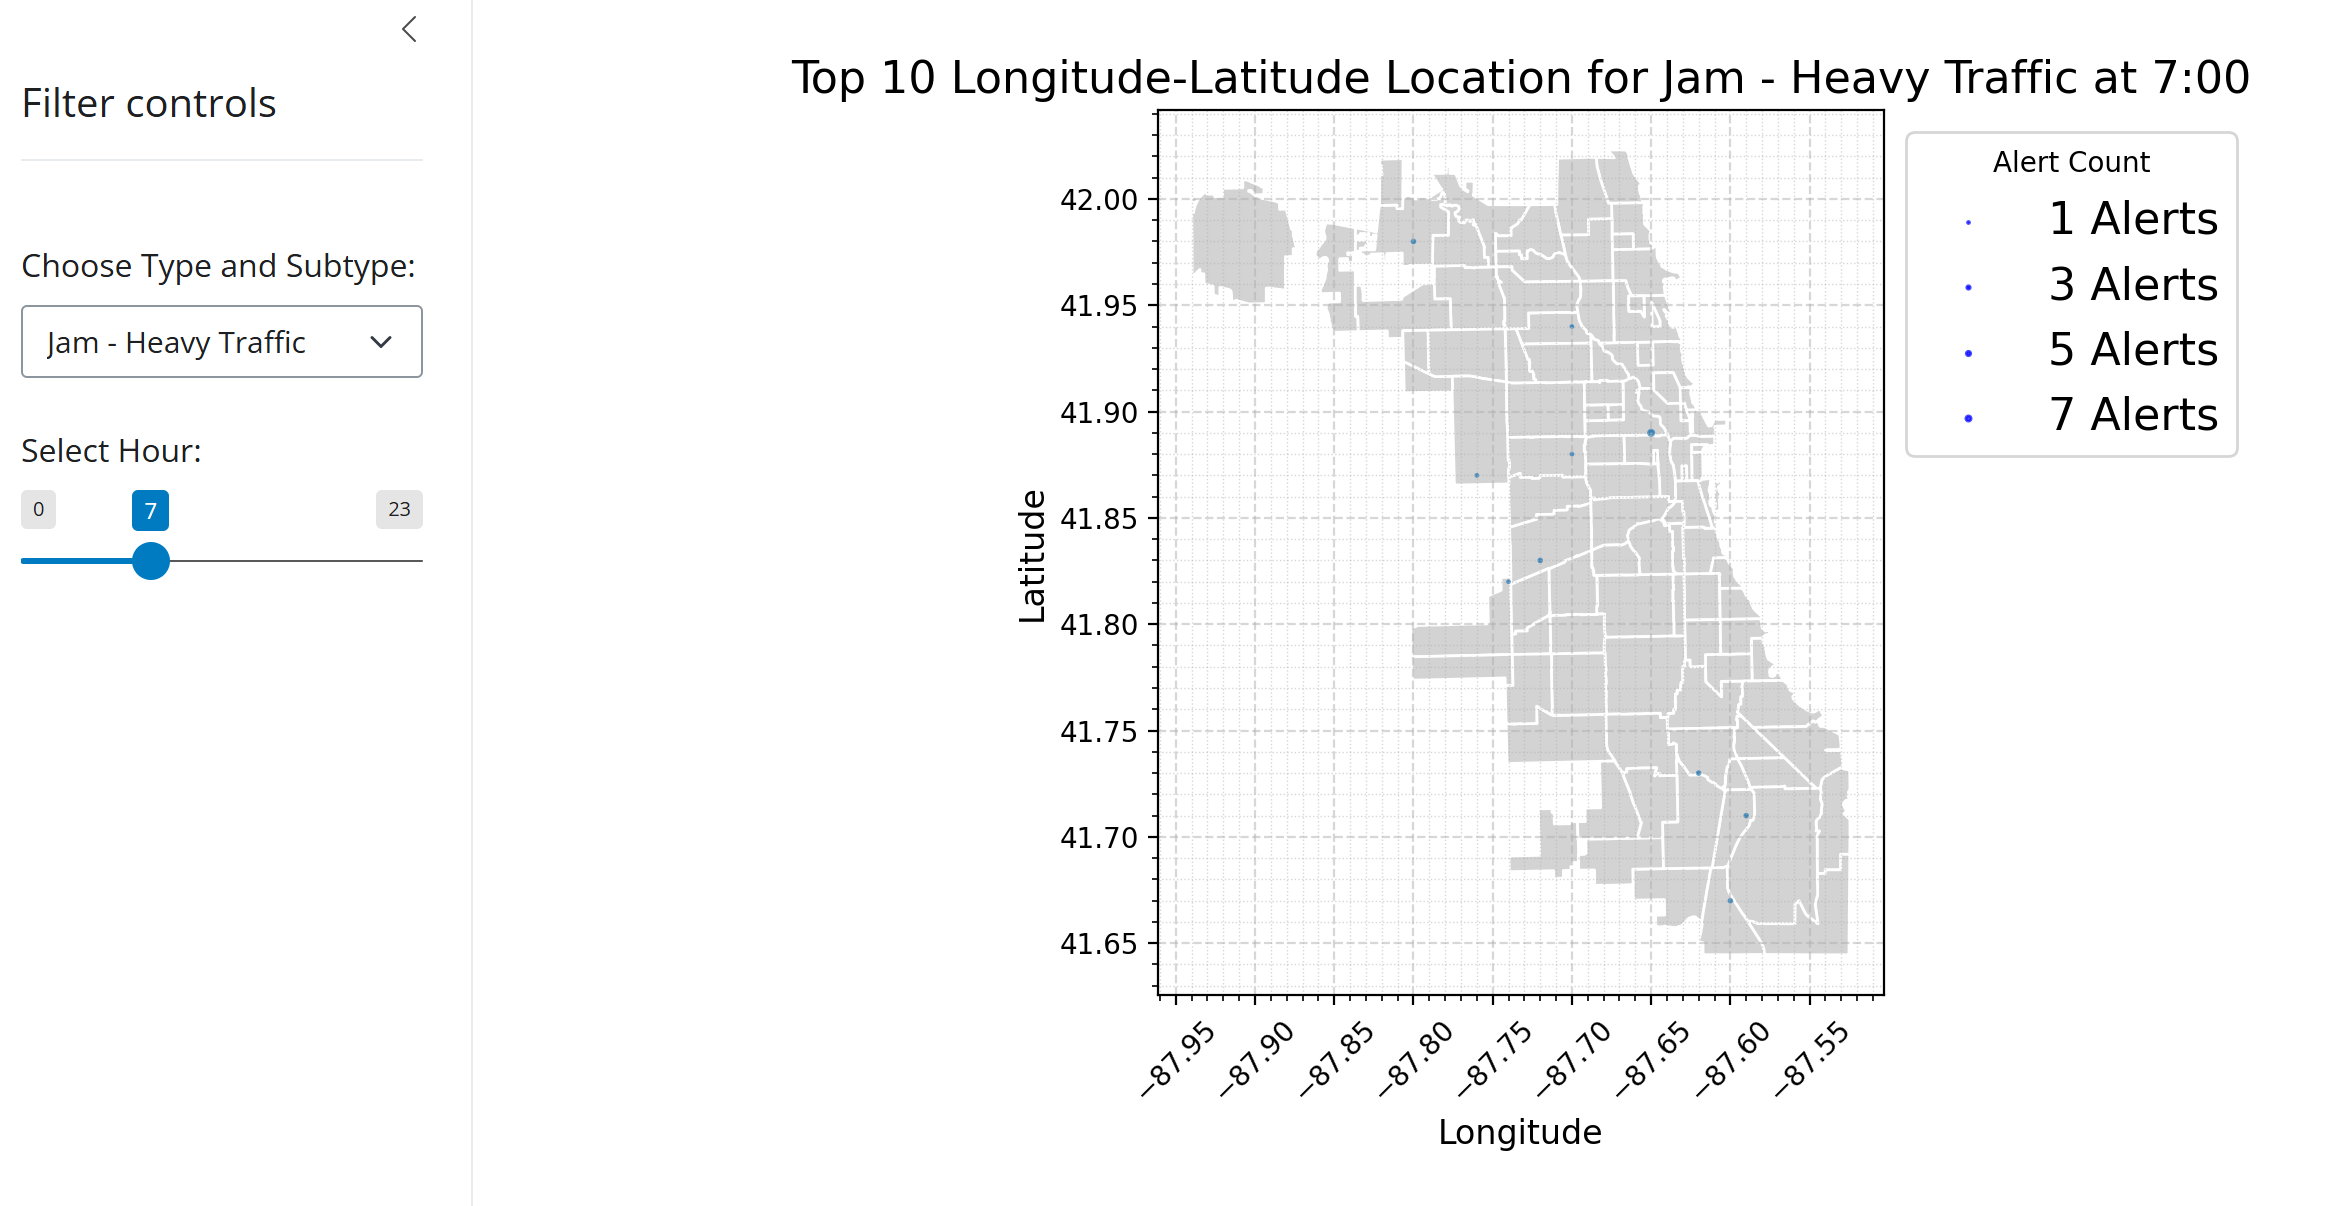 Filter controls
Choose Type and Subtype:
Jam - Heavy Traffic
Select Hour:
0
7
23
Top 10 Longitude-Latitude Location for Jam - Heavy Traffic at 7:00
Alert Count
1 Alerts
3 Alerts
5 Alerts
7 Alerts
Latitude
42.00
41.95
41.90
41.85
41.80
41.75
41.70
41.65
−87.95
−87.90
−87.85
−87.80
−87.75
−87.70
−87.65
−87.60
−87.55
Longitude